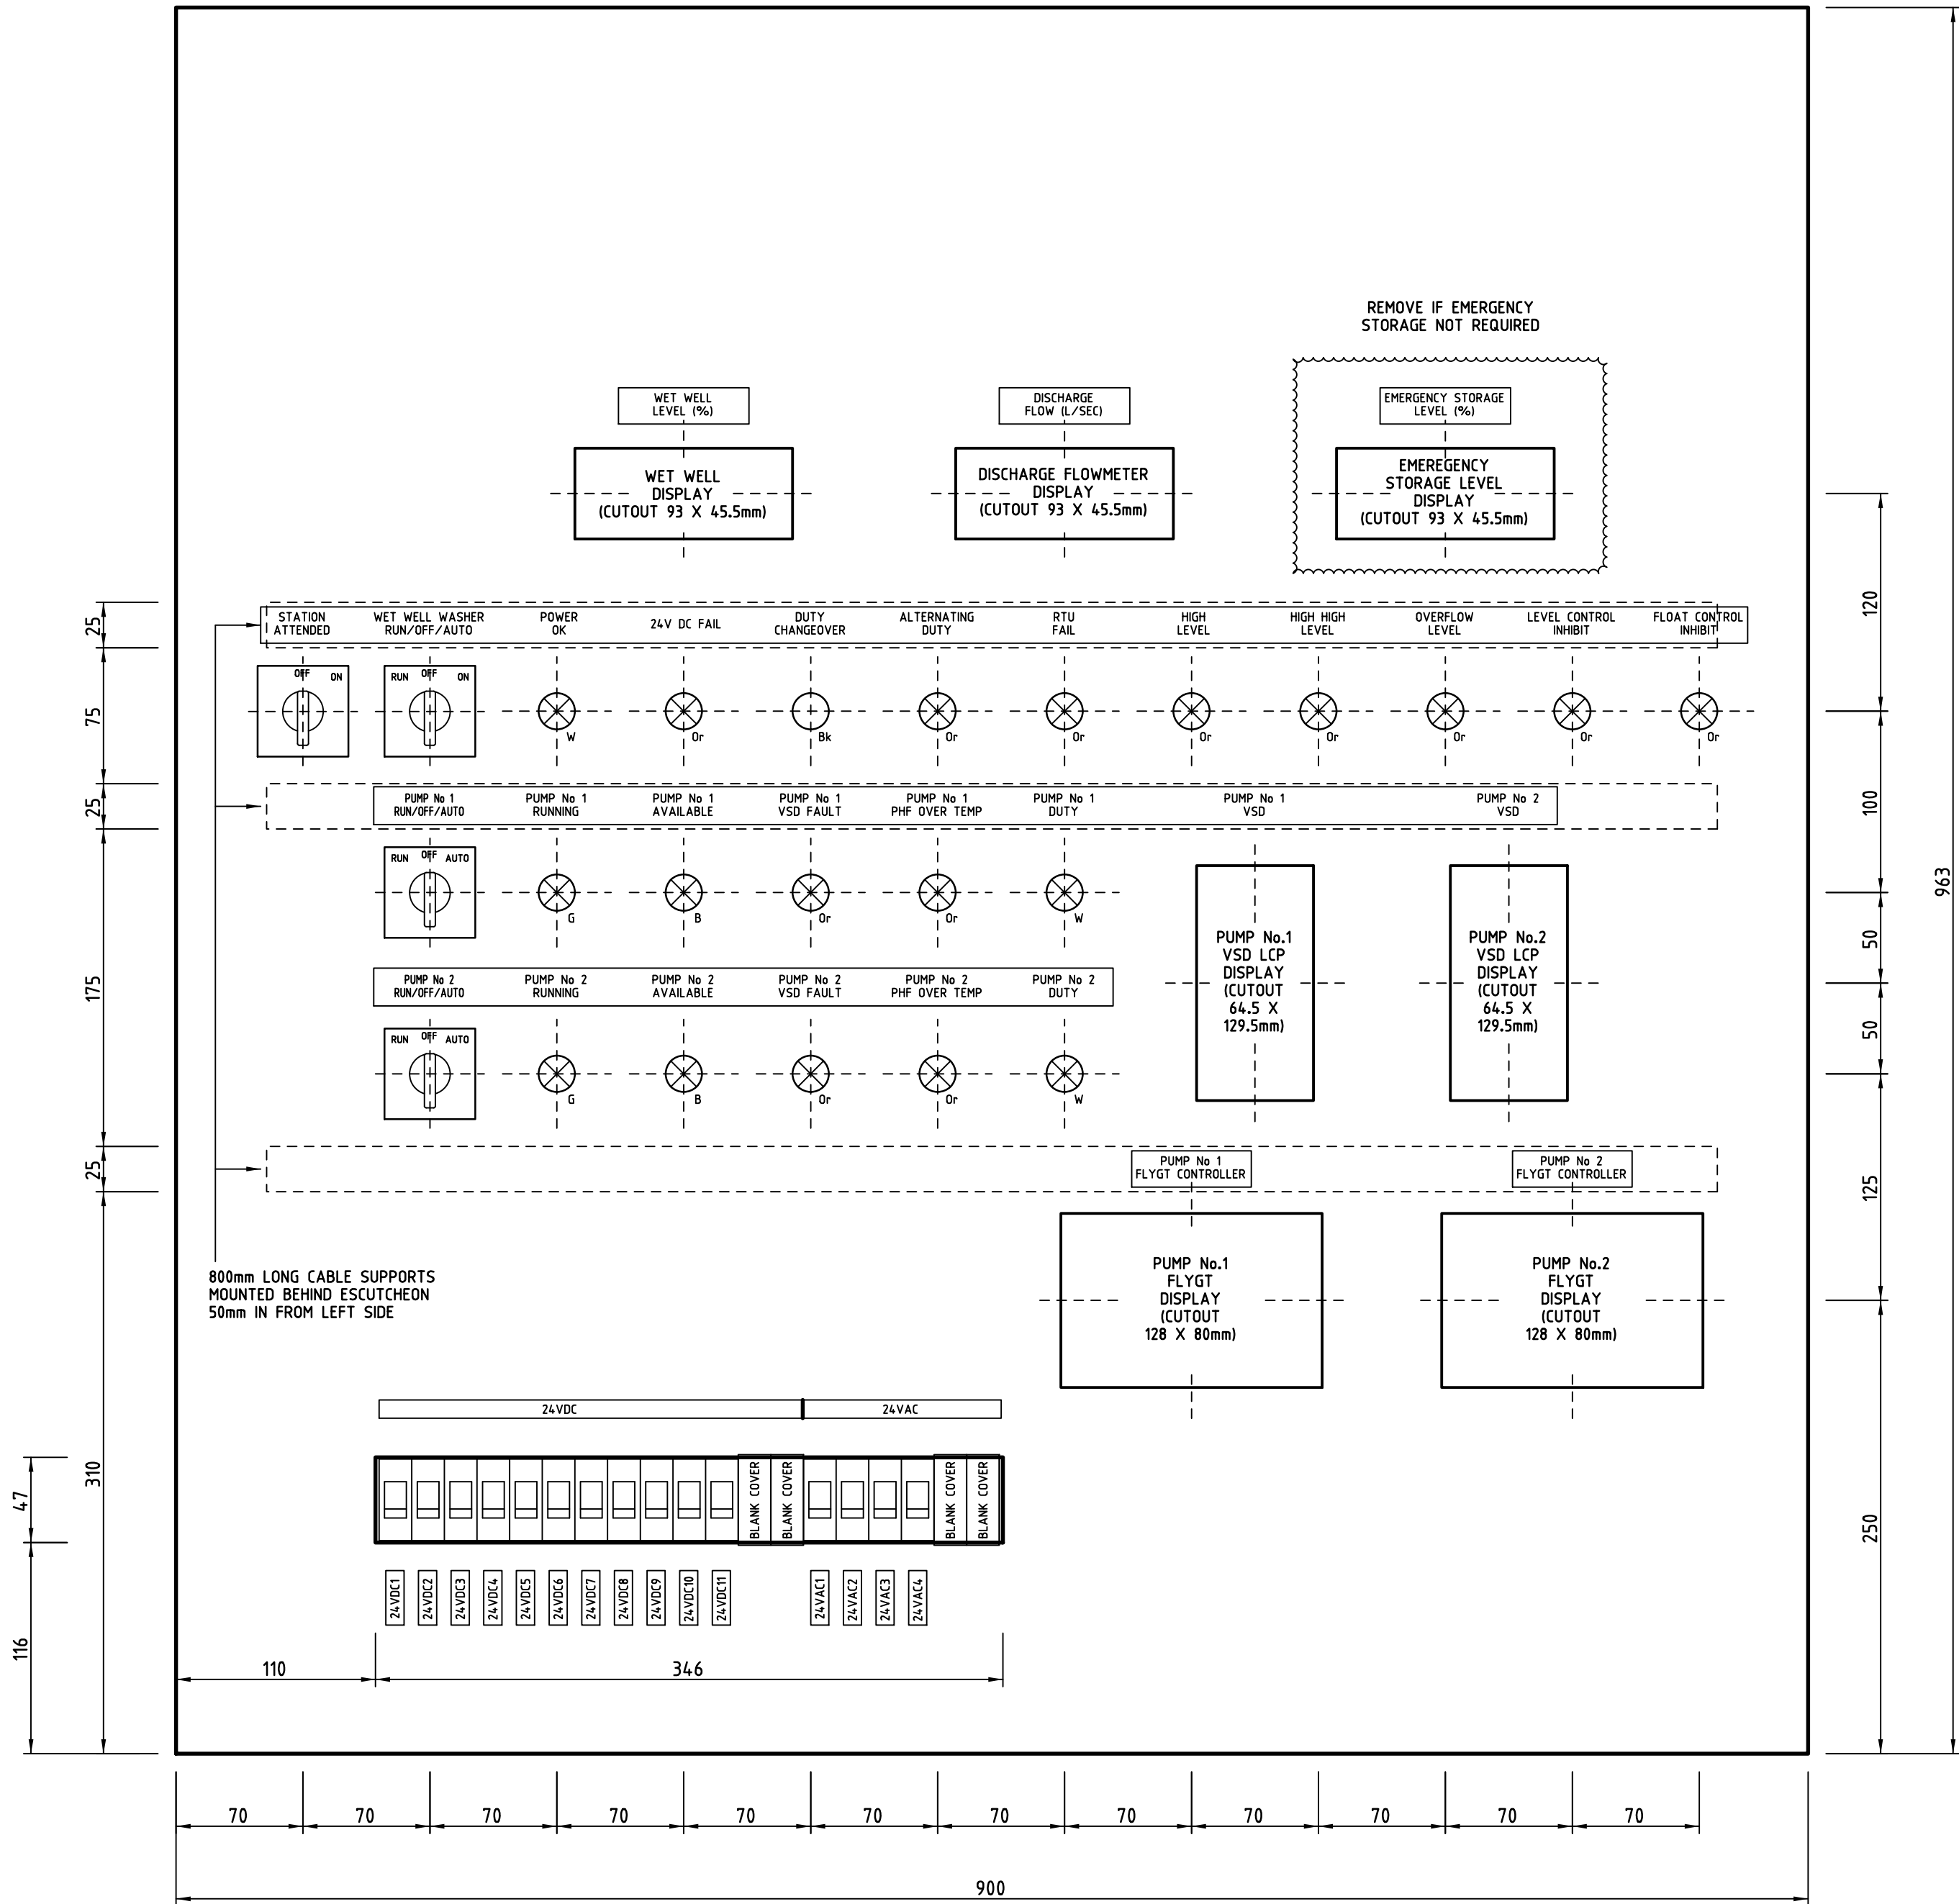 REMOVE IF EMERGENCY
STORAGE NOT REQUIRED
WET WELL
LEVEL (%)
DISCHARGE
FLOW (L/SEC)
EMERGENCY STORAGE
LEVEL (%)
WET WELL
DISPLAY
(CUTOUT 93 X 45.5mm)
DISCHARGE FLOWMETER
DISPLAY
(CUTOUT 93 X 45.5mm)
EMEREGENCY
STORAGE LEVEL
DISPLAY
(CUTOUT 93 X 45.5mm)
STATION
ATTENDED
WET WELL WASHER
RUN/OFF/AUTO
POWER
OK
24V DC FAIL
DUTY
CHANGEOVER
ALTERNATING
DUTY
RTU
FAIL
HIGH
LEVEL
HIGH HIGH
LEVEL
OVERFLOW
LEVEL
LEVEL CONTROL
INHIBIT
FLOAT CONTROL
INHIBIT
OFF ON
RUN OFF ON
W Or Bk Or Or Or Or Or Or Or
PUMP No 1
RUN/OFF/AUTO
PUMP No 1
RUNNING
PUMP No 1
AVAILABLE
PUMP No 1
VSD FAULT
PUMP No 1
PHF OVER TEMP
PUMP No 1
DUTY
PUMP No 1
VSD
PUMP No 2
VSD
RUN OFF AUTO
G B Or Or W
PUMP No.1
VSD LCP
DISPLAY
(CUTOUT
64.5 X
129.5mm)
PUMP No.2
VSD LCP
DISPLAY
(CUTOUT
64.5 X
129.5mm)
PUMP No 2
RUN/OFF/AUTO
PUMP No 2
RUNNING
PUMP No 2
AVAILABLE
PUMP No 2
VSD FAULT
PUMP No 2
PHF OVER TEMP
PUMP No 2
DUTY
RUN OFF AUTO
G B Or Or W
PUMP No 1
FLYGT CONTROLLER
PUMP No 2
FLYGT CONTROLLER
PUMP No.1
FLYGT
DISPLAY
(CUTOUT
128 X 80mm)
PUMP No.2
FLYGT
DISPLAY
(CUTOUT
128 X 80mm)
800mm LONG CABLE SUPPORTS
MOUNTED BEHIND ESCUTCHEON
50mm IN FROM LEFT SIDE
24VDC
24VAC
BLANK COVER
BLANK COVER
BLANK COVER
BLANK COVER
24VDC1
24VDC2
24VDC3
24VDC4
24VDC5
24VDC6
24VDC7
24VDC8
24VDC9
24VDC10
24VDC11
24VAC1
24VAC2
24VAC3
24VAC4
25
75
25
175
25
310
47
116
120
100
50
50
125
250
963
110
346
70 70 70 70 70 70 70 70 70 70 70 70
900